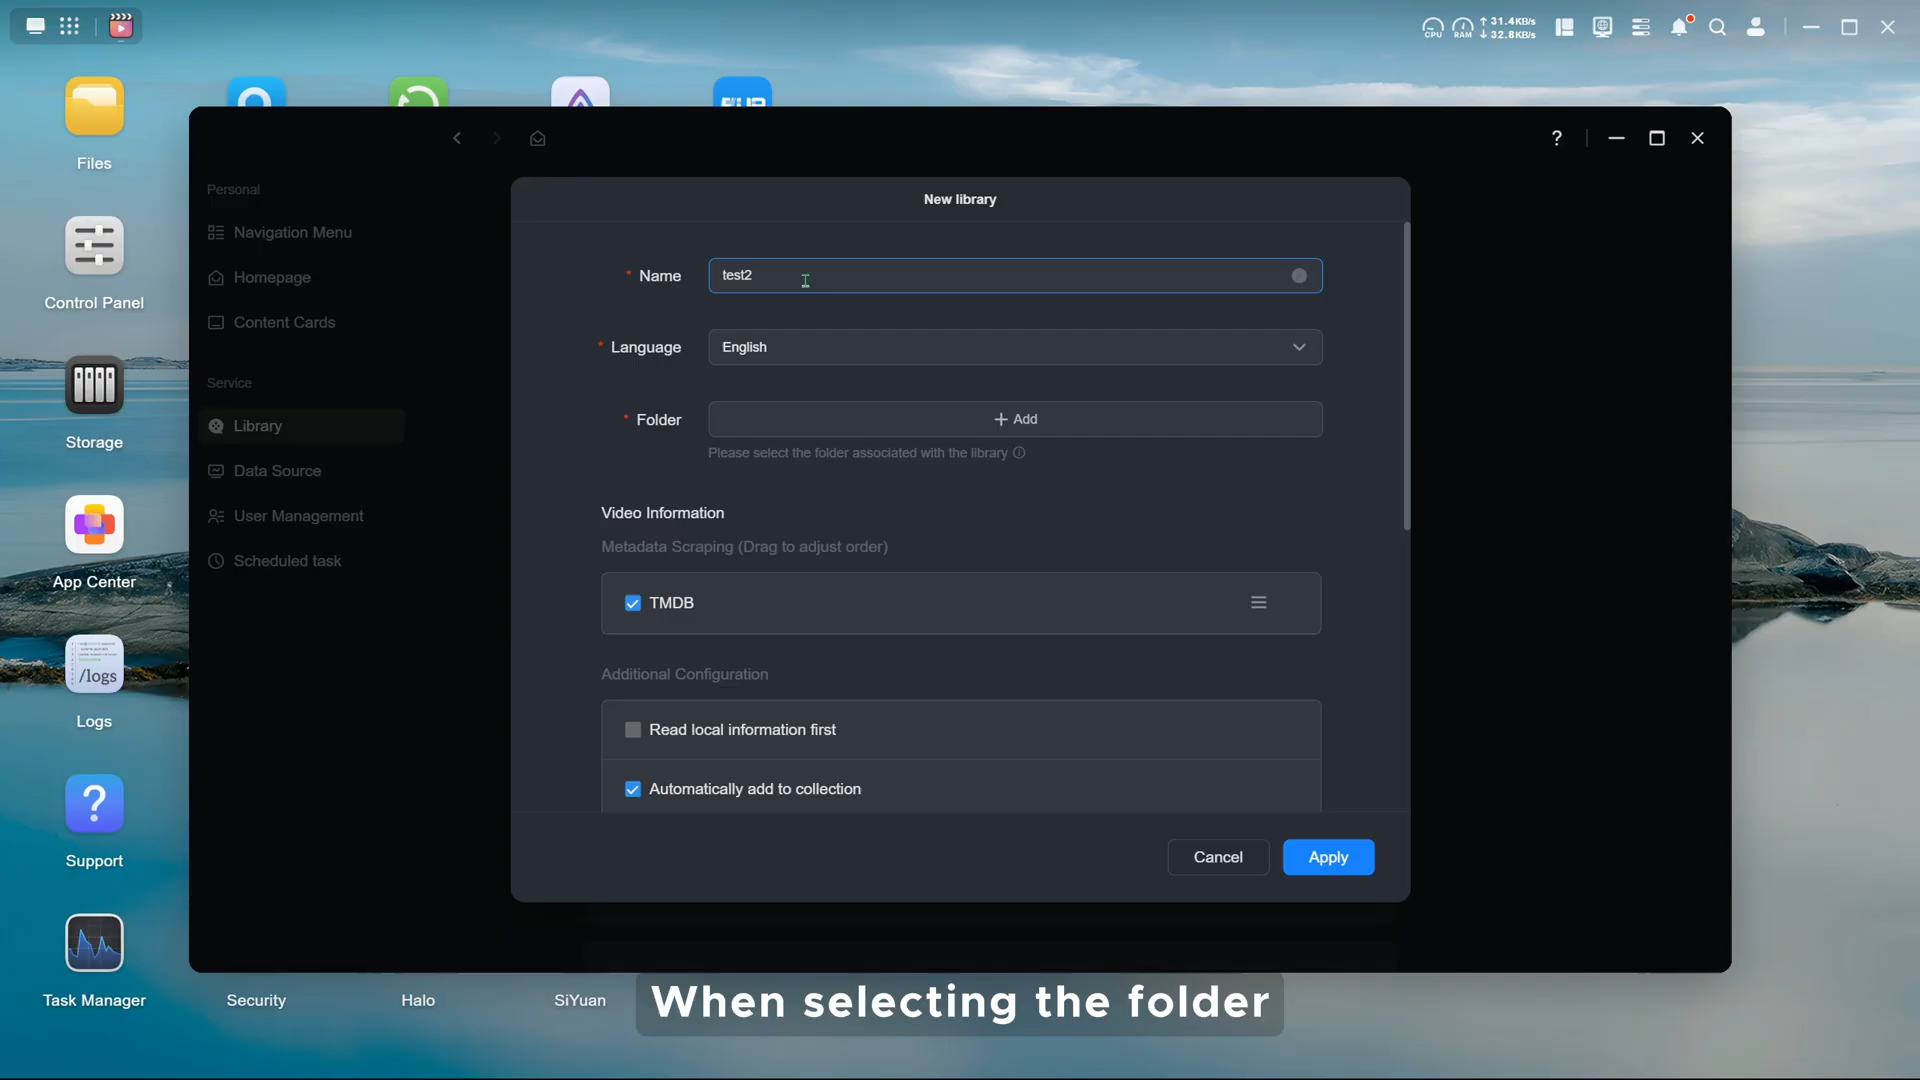 CPU
RAM
31.4KB/s
32.8KB/s
Files
Control Panel
Storage
App Center
/logs
Logs
Support
Task Manager
Security
Halo
SiYuan
Personal
Navigation Menu
Homepage
Content Cards
Service
Library
Data Source
User Management
Scheduled task
New library
* Name
test2
* Language
English
* Folder
+ Add
Please select the folder associated with the library
Video Information
Metadata Scraping (Drag to adjust order)
TMDB
Additional Configuration
Read local information first
Automatically add to collection
Cancel
Apply
When selecting the folder